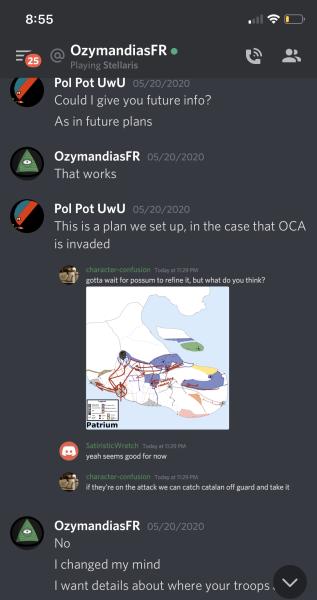 8:55
25
@ OzymandiasFR
Playing Stellaris
Pol Pot UwU 05/20/2020
Could I give you future info?
As in future plans
OzymandiasFR 05/20/2020
That works
Pol Pot UwU 05/20/2020
This is a plan we set up, in the case that OCA
is invaded
character-confusion Today at 11:29 PM
gotta wait for possum to refine it, but what do you think?
Patrium
SatiristicWretch Today at 11:29 PM
yeah seems good for now
character-confusion Today at 11:29 PM
if they're on the attack we can catch catalan off guard and take it
OzymandiasFR 05/20/2020
No
I changed my mind
I want details about where your troops